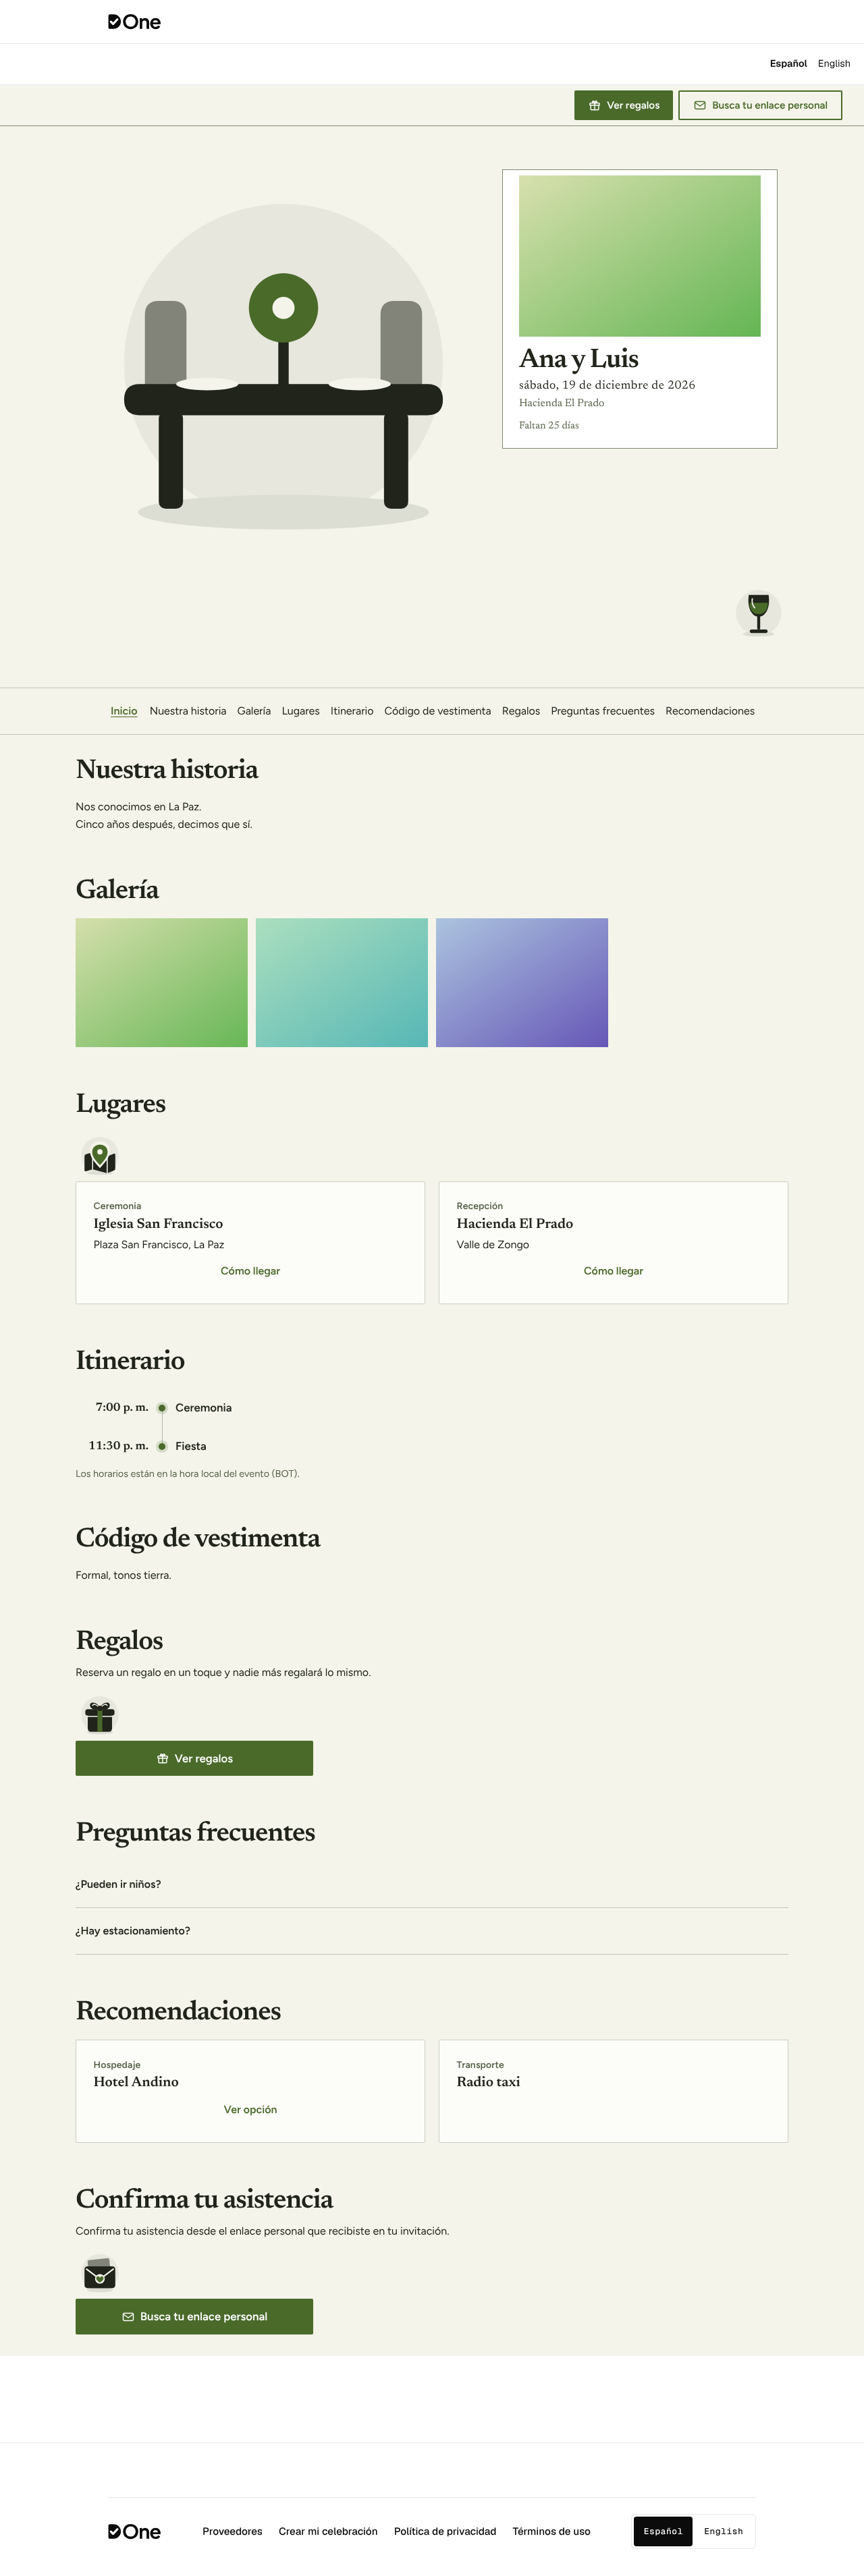 One
Español English
Ver regalos Busca tu enlace personal
Ana y Luis
sábado, 19 de diciembre de 2026
Hacienda El Prado
Faltan 25 días
Inicio Nuestra historia Galería Lugares Itinerario Código de vestimenta Regalos Preguntas frecuentes Recomendaciones
Nuestra historia
Nos conocimos en La Paz.
Cinco años después, decimos que sí.
Galería
Lugares
Ceremonia
Iglesia San Francisco
Plaza San Francisco, La Paz
Cómo llegar
Recepción
Hacienda El Prado
Valle de Zongo
Cómo llegar
Itinerario
7:00 p. m. Ceremonia
11:30 p. m. Fiesta
Los horarios están en la hora local del evento (BOT).
Código de vestimenta
Formal, tonos tierra.
Regalos
Reserva un regalo en un toque y nadie más regalará lo mismo.
Ver regalos
Preguntas frecuentes
¿Pueden ir niños?
¿Hay estacionamiento?
Recomendaciones
Hospedaje
Hotel Andino
Ver opción
Transporte
Radio taxi
Confirma tu asistencia
Confirma tu asistencia desde el enlace personal que recibiste en tu invitación.
Busca tu enlace personal
One Proveedores Crear mi celebración Política de privacidad Términos de uso Español English